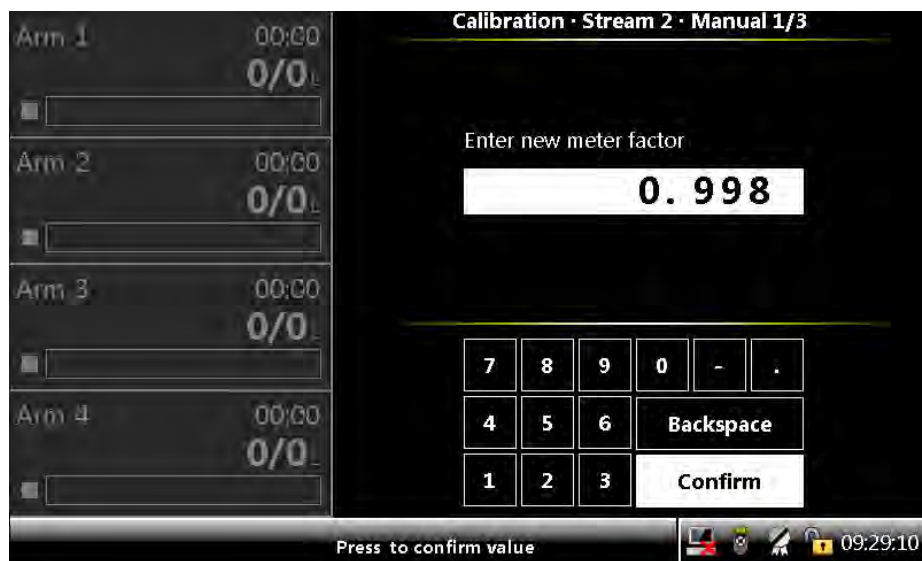 Arm 1 00:00
0/0 L
Arm 2 00:00
0/0 L
Arm 3 00:00
0/0 L
Arm 4 00:00
0/0
Calibration · Stream 2 · Manual 1/3
Enter new meter factor
0.998
7 8 9 0 - .
4 5 6 Backspace
1 2 3 Confirm
Press to confirm value
09:29:10